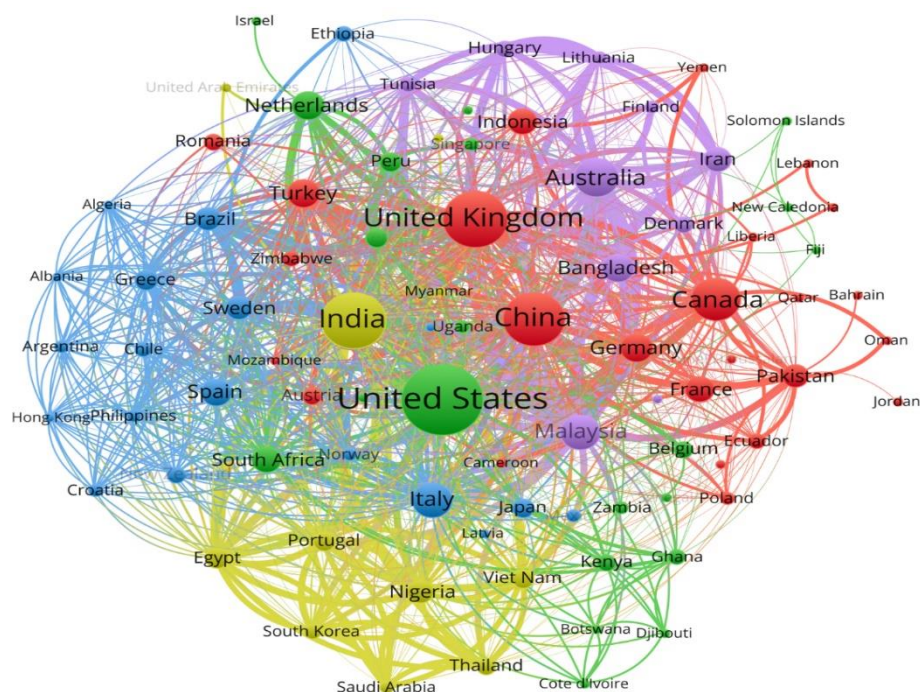 Israel
Ethiopia
Hungary
Lithuania
United Arab Emirates
Tunisia
Yemen
Netherlands
Finland
Romania
Indonesia
Solomon Islands
Singapore
Peru
Iran
Lebanon
Turkey
Australia
Algeria
New Caledonia
Brazil
United Kingdom
Denmark
Liberia
Fiji
Zimbabwe
Bangladesh
Albania
Greece
Myanmar
Canada
Qatar
Bahrain
Sweden
India
China
Uganda
Oman
Argentina
Chile
Germany
Mozambique
Pakistan
Spain
Austria
United States
France
Jordan
Hong Kong
Philippines
Malaysia
Ecuador
Belgium
Norway
South Africa
Cameroon
Croatia
Italy
Poland
Japan
Zambia
Latvia
Portugal
Egypt
Kenya
Ghana
Viet Nam
Nigeria
South Korea
Botswana
Djibouti
Thailand
Saudi Arabia
Cote d'Ivoire